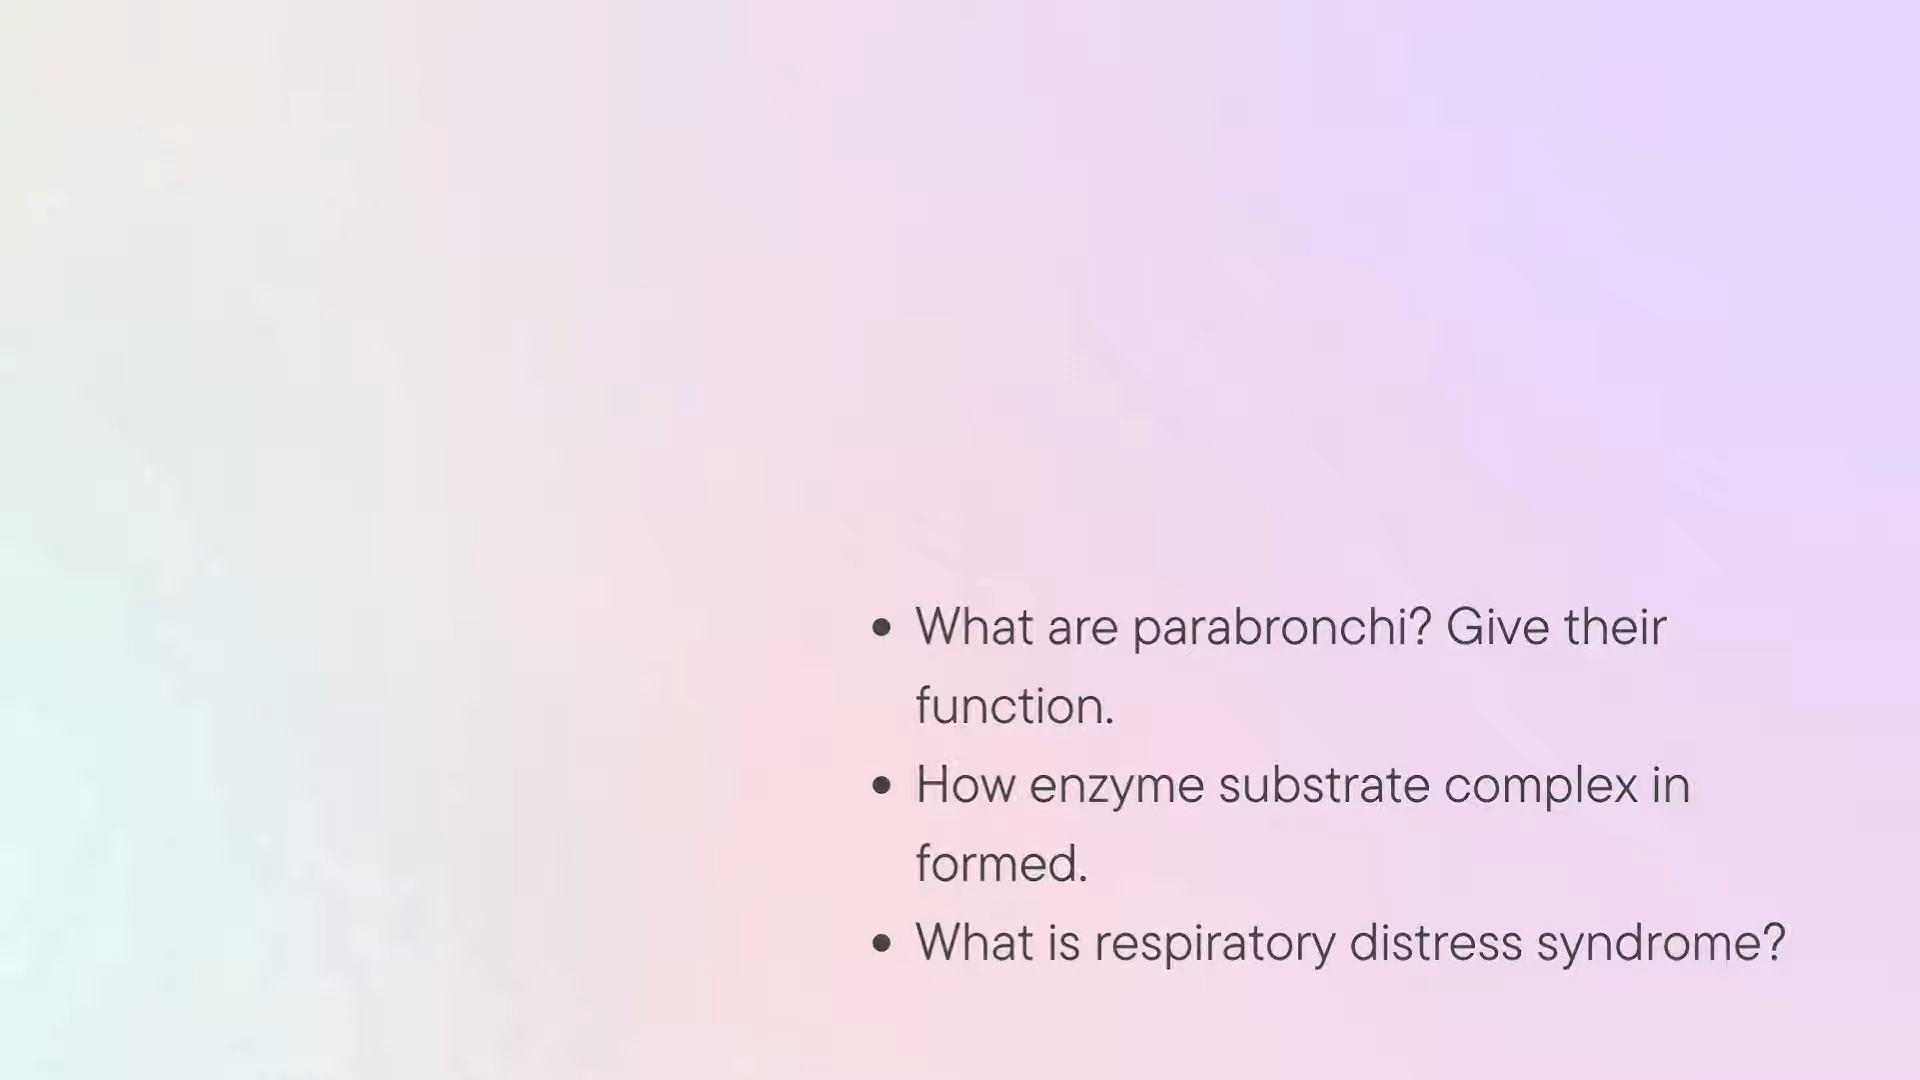 • What are parabronchi? Give their
function.
• How enzyme substrate complex in
formed.
• What is respiratory distress syndrome?